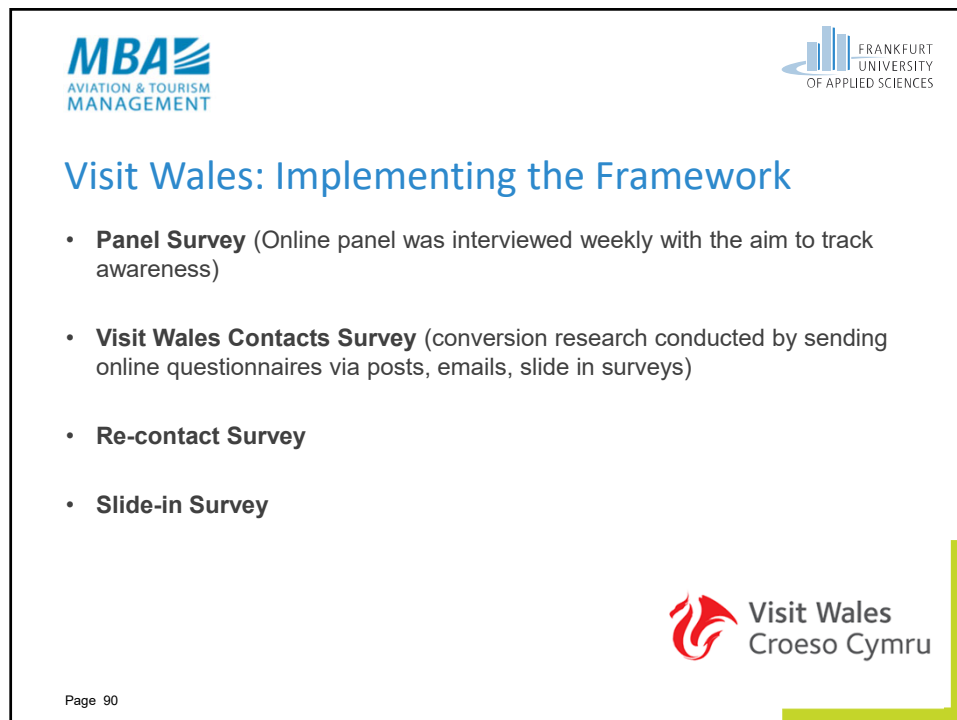 MBA
AVIATION & TOURISM
MANAGEMENT
FRANKFURT
UNIVERSITY
OF APPLIED SCIENCES
Visit Wales: Implementing the Framework
• Panel Survey (Online panel was interviewed weekly with the aim to track
awareness)
• Visit Wales Contacts Survey (conversion research conducted by sending
online questionnaires via posts, emails, slide in surveys)
• Re-contact Survey
• Slide-in Survey
Visit Wales
Croeso Cymru
Page 90